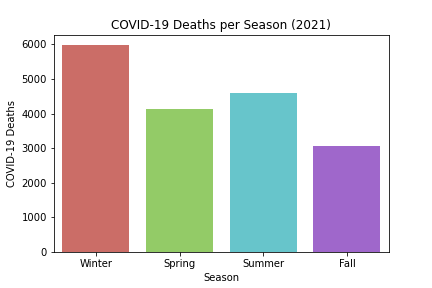 COVID-19 Deaths per Season (2021)
COVID-19 Deaths
6000
5000
4000
3000
2000
1000
0
Winter Spring Summer Fall
Season